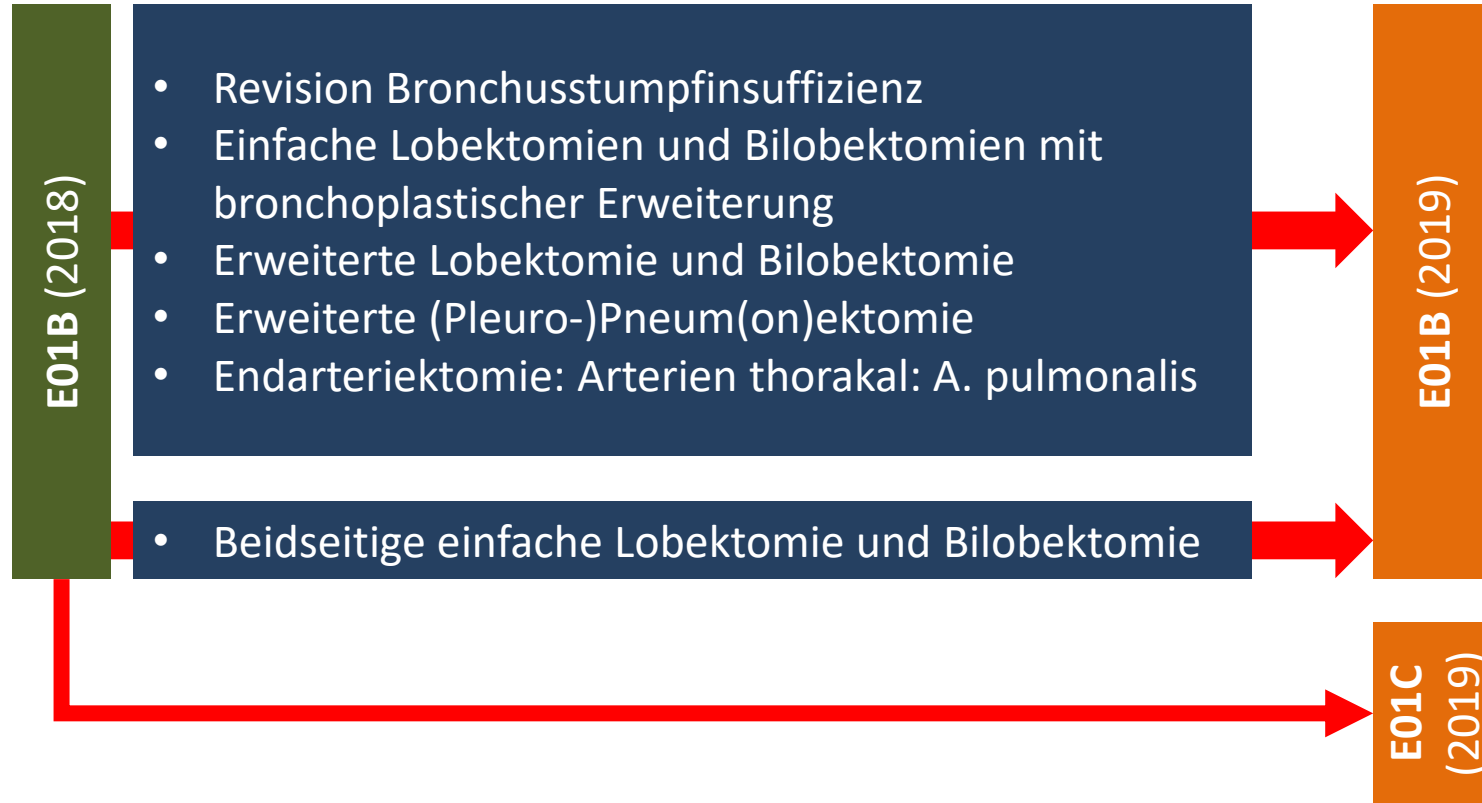 E01B (2018)
• Revision Bronchusstumpfinsuffizienz
• Einfache Lobektomien und Bilobektomien mit
bronchoplastischer Erweiterung
• Erweiterte Lobektomie und Bilobektomie
• Erweiterte (Pleuro-)Pneum(on)ektomie
• Endarteriektomie: Arterien thorakal: A. pulmonalis
• Beidseitige einfache Lobektomie und Bilobektomie
E01B (2019)
E01C
(2019)